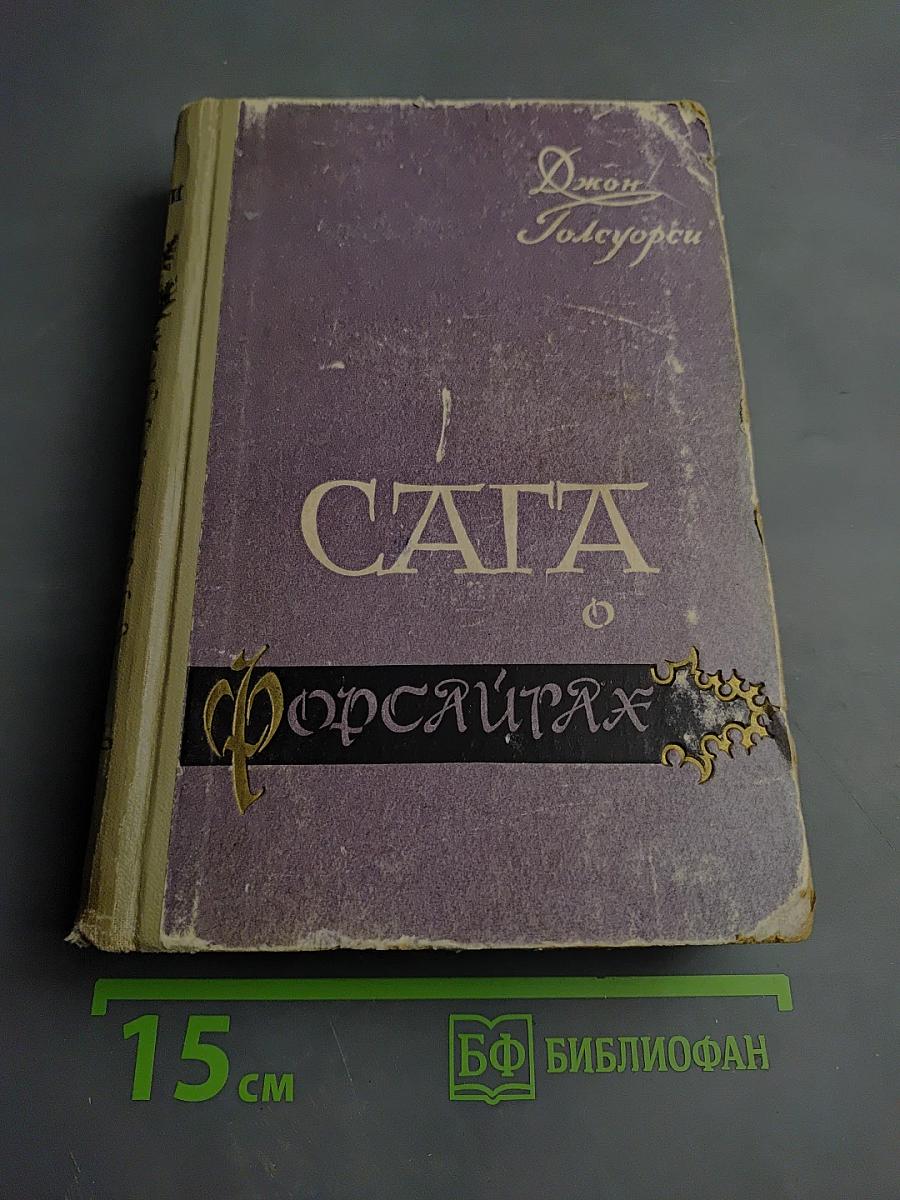 Джон
Голсуорси
САГА
О
ФОРСАЙТАХ
15 см
БФ БИБЛИОФАН